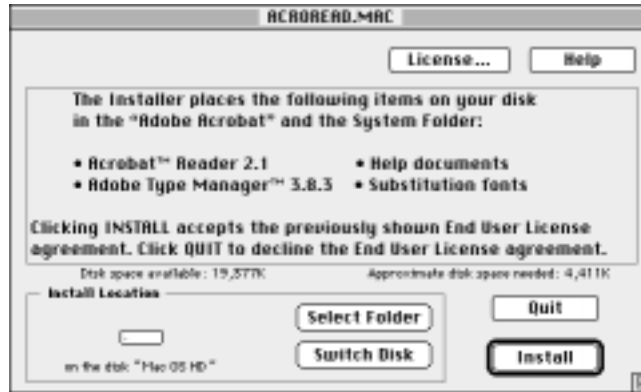 ACROREAD.MAC
License... Help
The Installer places the following items on your disk
in the "Adobe Acrobat" and the System Folder:
• Acrobat™ Reader 2.1 • Help documents
• Adobe Type Manager™ 3.8.3 • Substitution fonts
Clicking INSTALL accepts the previously shown End User License
agreement. Click QUIT to decline the End User License agreement.
Disk space available: 19,377K Approximate disk space needed: 4,411K
Install Location
Select Folder
Quit
Switch Disk
Install
on the disk "Mac OS HD"